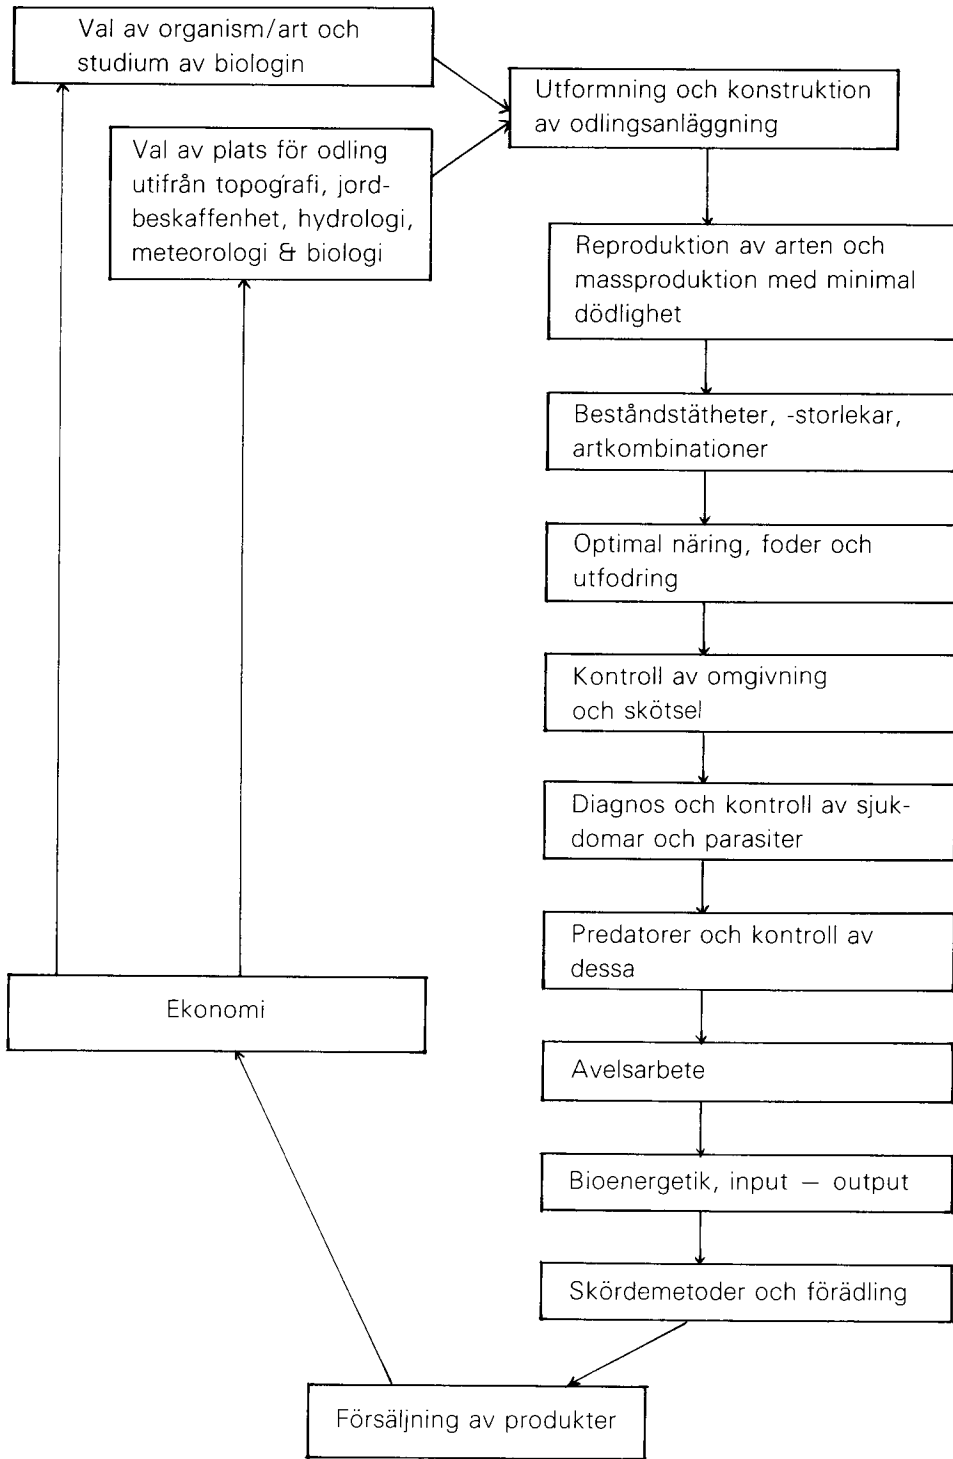 Val av organism/art och
studium av biologin
Utformning och konstruktion
av odlingsanläggning
Val av plats för odling
utifrån topografi, jord-
beskaffenhet, hydrologi,
meteorologi & biologi
Reproduktion av arten och
massproduktion med minimal
dödlighet
Beståndstätheter, -storlekar,
artkombinationer
Optimal näring, foder och
utfodring
Kontroll av omgivning
och skötsel
Diagnos och kontroll av sjuk-
domar och parasiter
Predatorer och kontroll av
dessa
Ekonomi
Avelsarbete
Bioenergetik, input – output
Skördemetoder och förädling
Försäljning av produkter